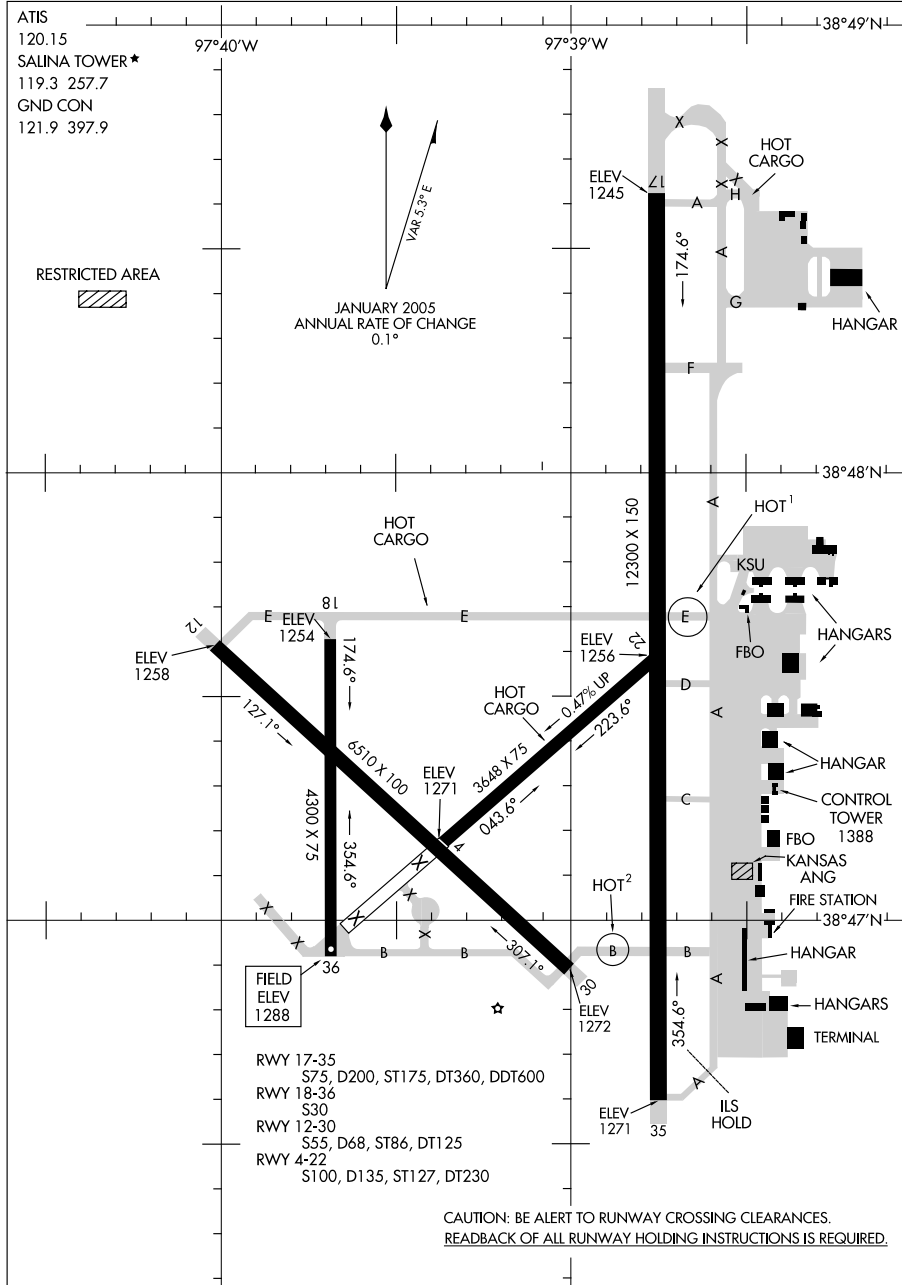 ATIS
120.15
SALINA TOWER★
119.3 257.7
GND CON
121.9 397.9
97°40'W
97°39'W
38°49'N
VAR 5.3° E
JANUARY 2005
ANNUAL RATE OF CHANGE
0.1°
RESTRICTED AREA
X
X
HOT
CARGO
ELEV
1245
17
X
X
H
A
174.6°
A
G
HANGAR
F
38°48'N
12300 X 150
A
HOT 1
HOT
CARGO
KSU
E
18
E
E
12
ELEV
1254
ELEV
1258
ELEV
1256
22
FBO
HANGARS
174.6°
127.1°
HOT
CARGO
0.47% UP
223.6°
D
A
6510 X 100
ELEV
1271
3648 X 75
043.6°
HANGAR
4300 X 75
354.6°
C
CONTROL
TOWER
1388
4
FBO
X
KANSAS
ANG
X
X
X
HOT 2
FIRE STATION
38°47'N
X
X
B
B
B
B
307.1°
36
30
A
HANGAR
FIELD
ELEV
1288
354.6°
ELEV
1272
HANGARS
TERMINAL
A
ELEV
1271
35
ILS
HOLD
RWY 17-35
S75, D200, ST175, DT360, DDT600
RWY 18-36
S30
RWY 12-30
S55, D68, ST86, DT125
RWY 4-22
S100, D135, ST127, DT230
CAUTION: BE ALERT TO RUNWAY CROSSING CLEARANCES.
READBACK OF ALL RUNWAY HOLDING INSTRUCTIONS IS REQUIRED.